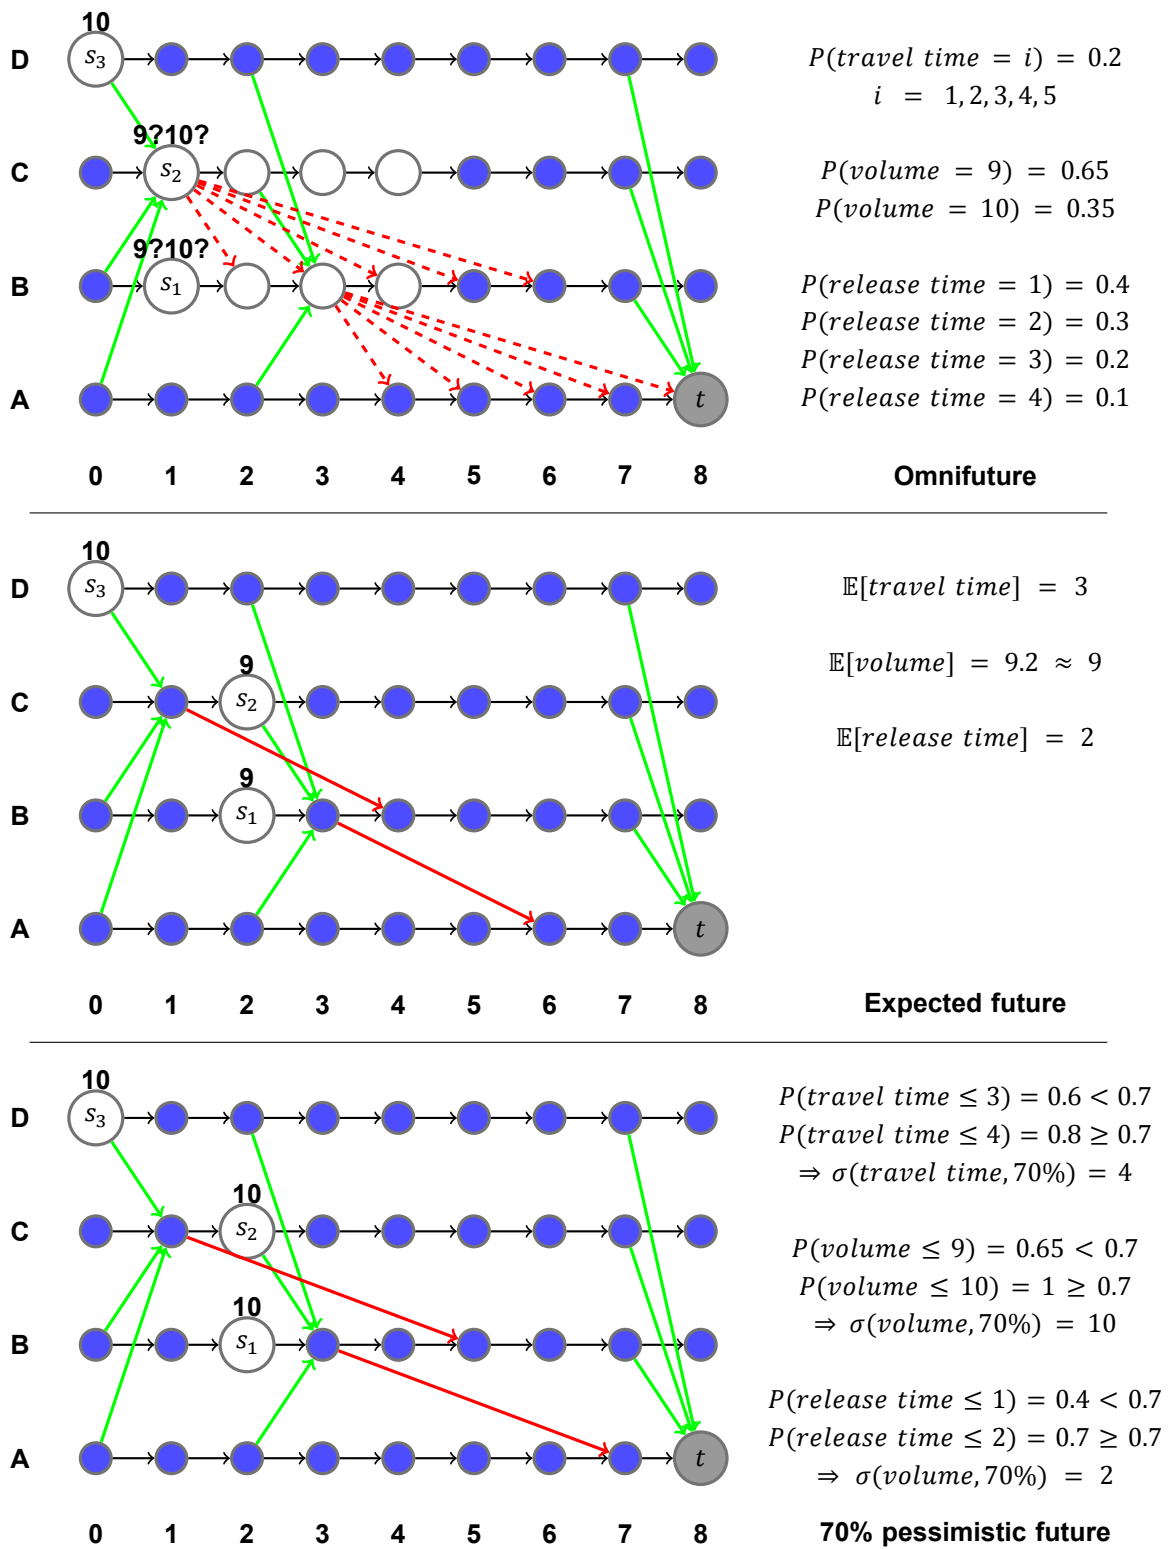 10
D
s3
P(travel time = i) = 0.2
i = 1, 2, 3, 4, 5
9?10?
C
s2
P(volume = 9) = 0.65
P(volume = 10) = 0.35
9?10?
B
s1
P(release time = 1) = 0.4
P(release time = 2) = 0.3
P(release time = 3) = 0.2
P(release time = 4) = 0.1
A
t
0 1 2 3 4 5 6 7 8
Omnifuture
10
D
s3
𝔼[travel time] = 3
9
C
s2
𝔼[volume] = 9.2 ≈ 9
𝔼[release time] = 2
9
B
s1
A
t
0 1 2 3 4 5 6 7 8
Expected future
10
D
s3
P(travel time ≤ 3) = 0.6 < 0.7
P(travel time ≤ 4) = 0.8 ≥ 0.7
⇒ σ(travel time, 70%) = 4
10
C
s2
P(volume ≤ 9) = 0.65 < 0.7
P(volume ≤ 10) = 1 ≥ 0.7
⇒ σ(volume, 70%) = 10
10
B
s1
P(release time ≤ 1) = 0.4 < 0.7
P(release time ≤ 2) = 0.7 ≥ 0.7
⇒ σ(volume, 70%) = 2
A
t
0 1 2 3 4 5 6 7 8
70% pessimistic future